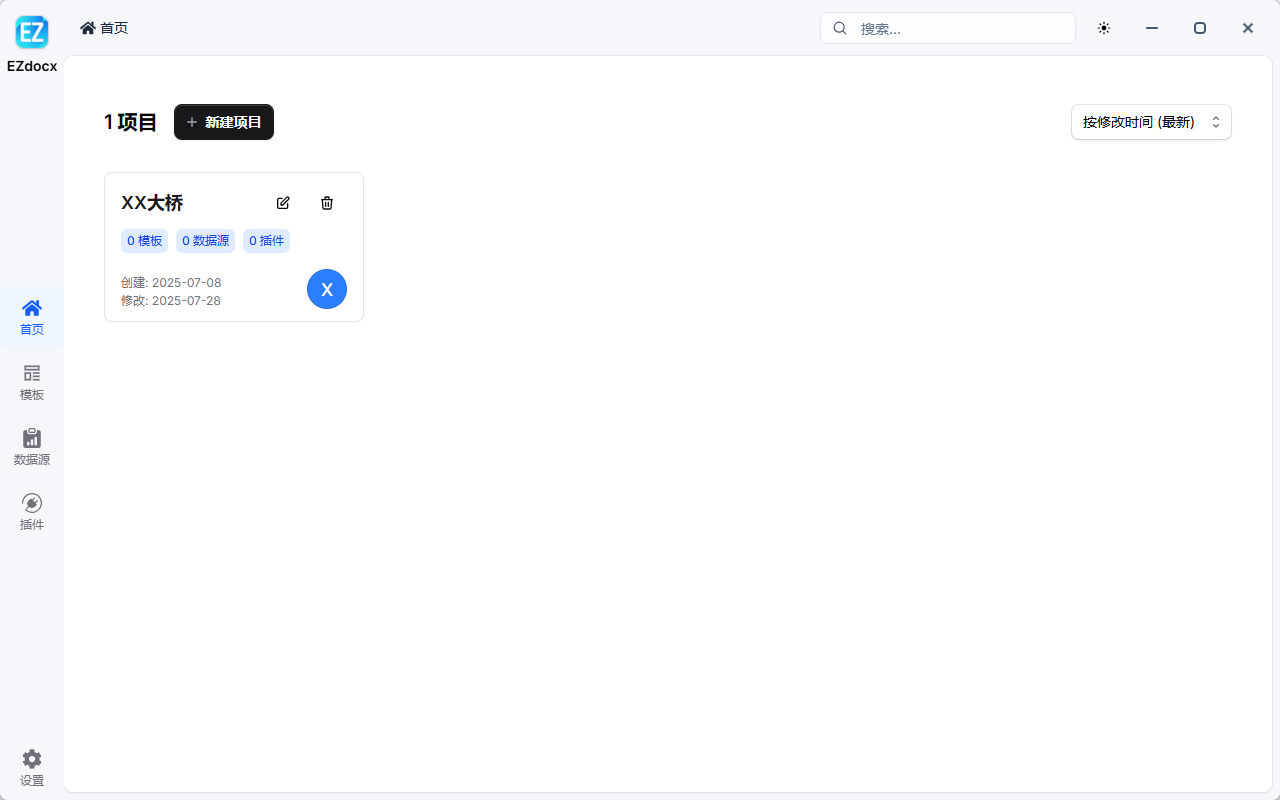 EZ
EZdocx
首页
搜索...
1 项目
新建项目
按修改时间 (最新)
XX大桥
0 模板
0 数据源
0 插件
创建: 2025-07-08
修改: 2025-07-28
X
首页
模板
数据源
插件
设置